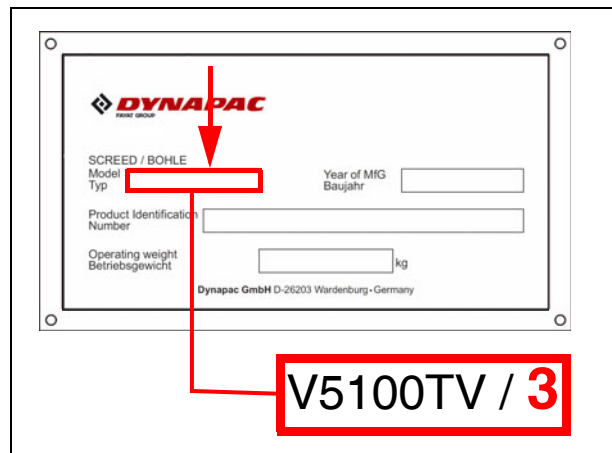 DYNAPAC
FAYAT GROUP
SCREED / BOHLE
Model
Typ
Year of MfG
Baujahr
Product Identification
Number
Operating weight
Betriebsgewicht
kg
Dynapac GmbH D-26203 Wardenburg • Germany
V5100TV / 3